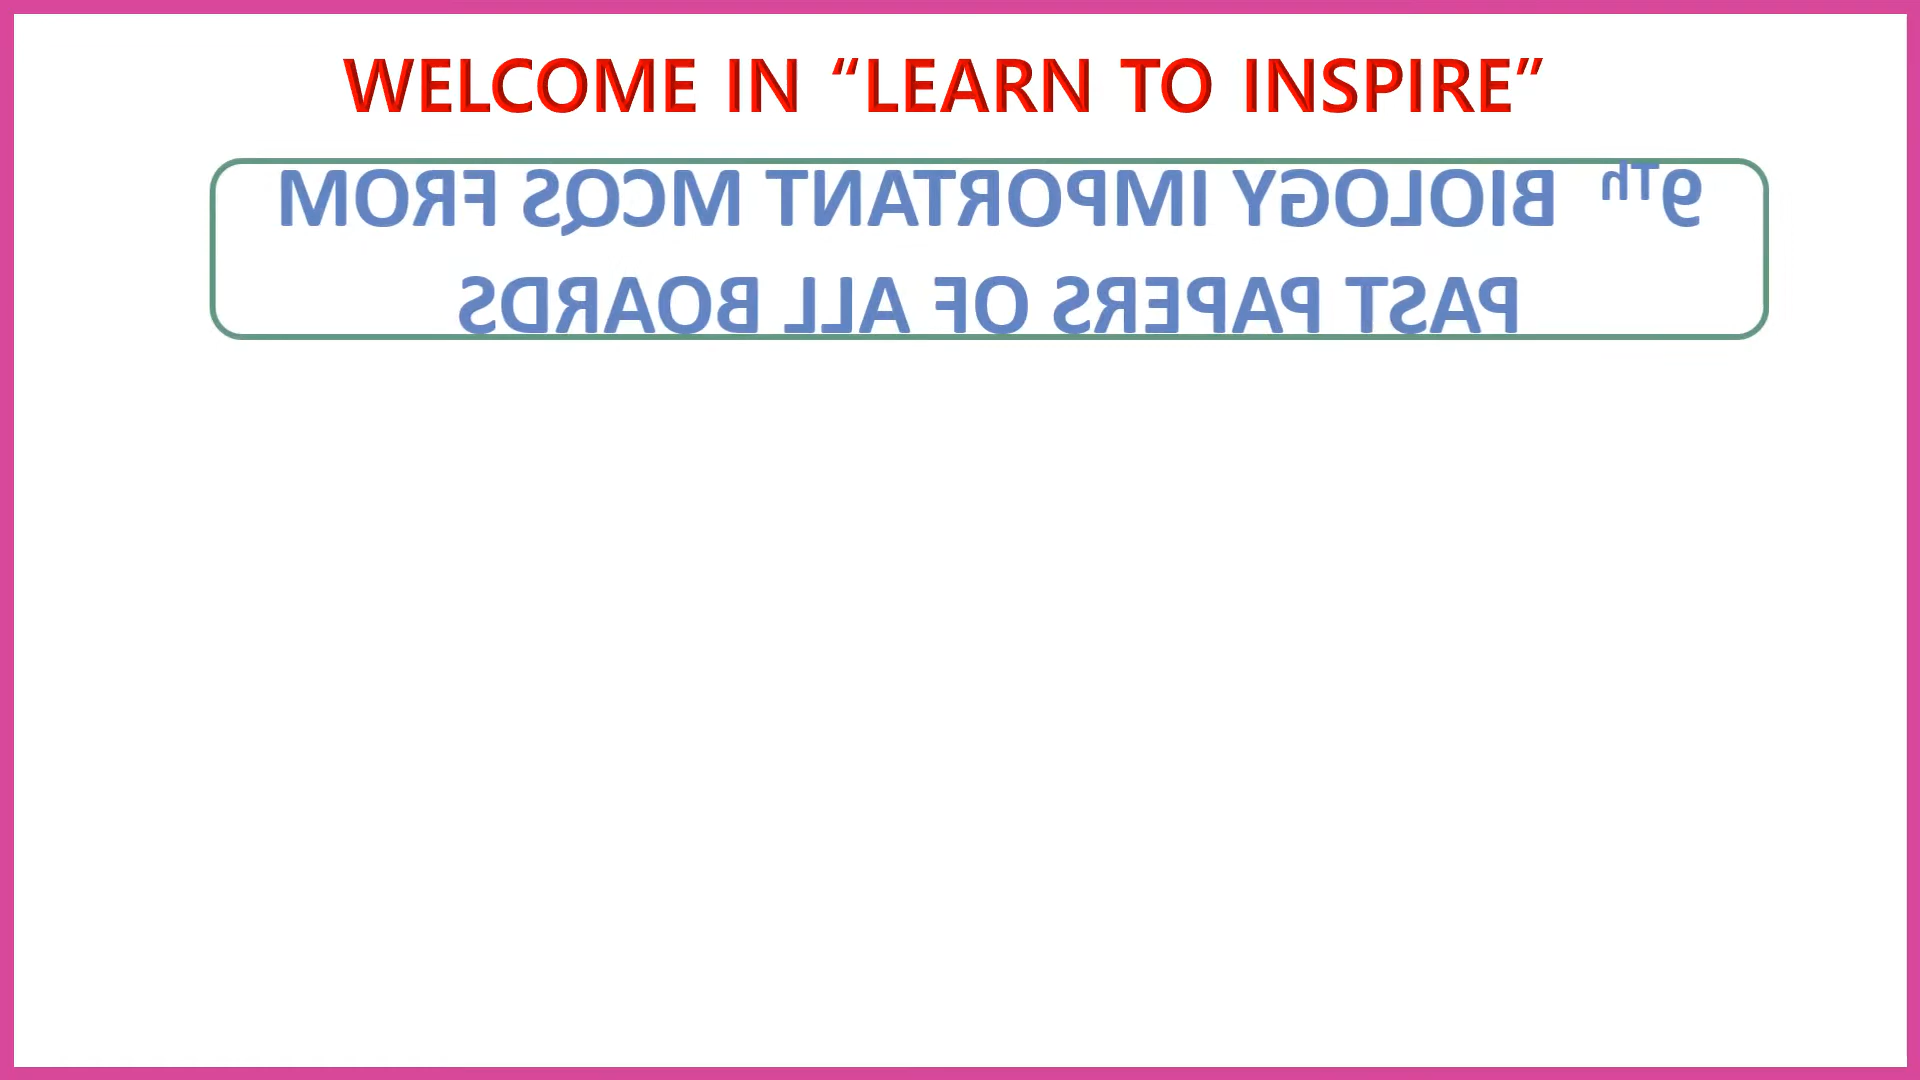 WELCOME IN “LEARN TO INSPIRE”
9Th BIOLOGY IMPORTANT MCQS FROM
PAST PAPERS OF ALL BOARDS